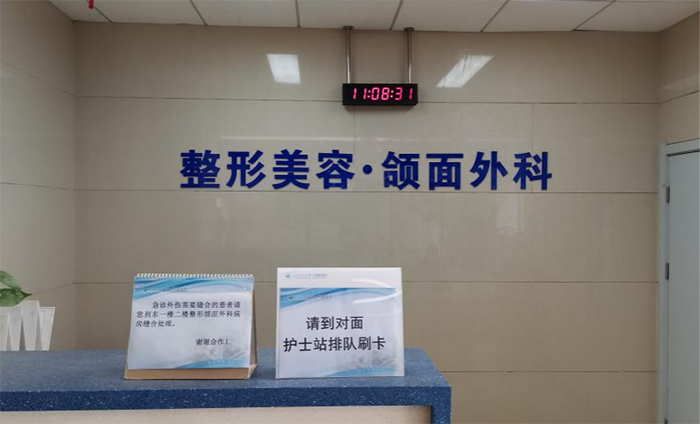 11:08:31
整形美容·颌面外科
急诊外伤需要缝合的患者请
您到东一楼二楼整形颌面外科病
房缝合处理。
谢谢合作！
请到对面
护士站排队刷卡